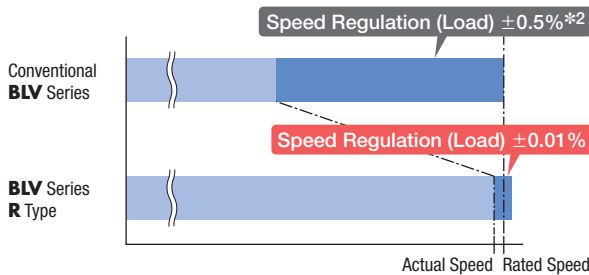 Speed Regulation (Load) ±0.5%*2
Conventional
BLV Series
Speed Regulation (Load) ±0.01%
BLV Series
R Type
Actual Speed
Rated Speed